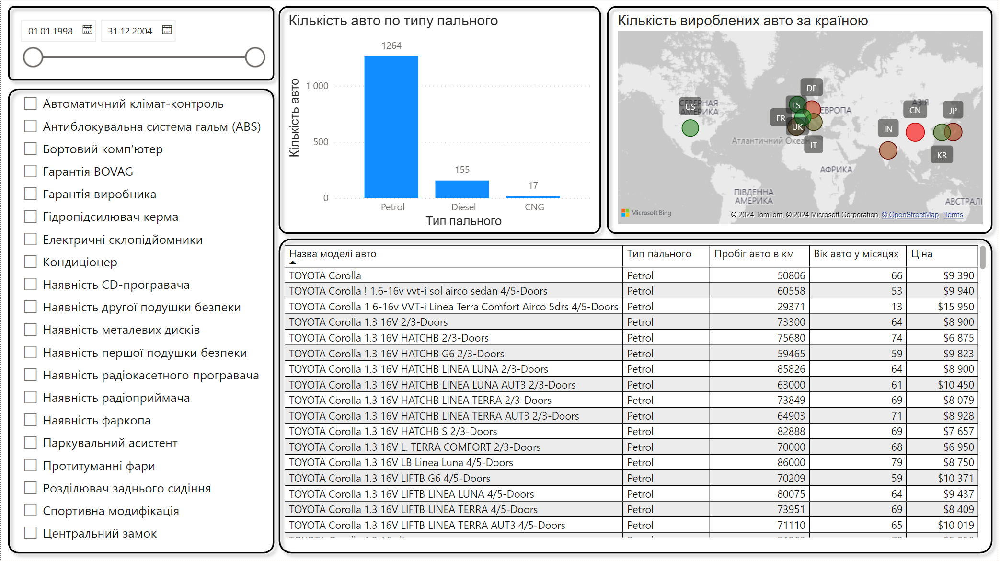 01.01.1998
31.12.2004
Автоматичний клімат-контроль
Антиблокувальна система гальм (ABS)
Бортовий комп’ютер
Гарантія BOVAG
Гарантія виробника
Гідропідсилювач керма
Електричні склопідйомники
Кондиціонер
Наявність CD-програвача
Наявність другої подушки безпеки
Наявність металевих дисків
Наявність першої подушки безпеки
Наявність радіокасетного програвача
Наявність радіоприймача
Наявність фаркопа
Паркувальний асистент
Протитуманні фари
Розділювач заднього сидіння
Спортивна модифікація
Центральний замок
Кількість авто по типу пального
Кількість авто
1 000
500
0
1264
155
17
Petrol Diesel CNG
Тип пального
Кількість вироблених авто за країною
СЕВЕРНАЯ
АМЕРИКА
US
DE
ES
FR
UK
IT
ЕВРОПА
АЗІЯ
CN
JP
IN
KR
Атлантичний Океан
АФРИКА
ПІВДЕННА
АМЕРИКА
АВСТРАЛІ
Microsoft Bing
© 2024 TomTom, © 2024 Microsoft Corporation, © OpenStreetMap Terms
Назва моделі авто Тип пального Пробіг авто в км Вік авто у місяцях Ціна
TOYOTA Corolla Petrol 50806 66 $9 390
TOYOTA Corolla ! 1.6-16v vvt-i sol airco sedan 4/5-Doors Petrol 60558 53 $9 940
TOYOTA Corolla 1 6-16v VVT-i Linea Terra Comfort Airco 5drs 4/5-Doors Petrol 29371 13 $15 950
TOYOTA Corolla 1.3 16V 2/3-Doors Petrol 73300 64 $8 900
TOYOTA Corolla 1.3 16V HATCHB 2/3-Doors Petrol 75680 74 $6 875
TOYOTA Corolla 1.3 16V HATCHB G6 2/3-Doors Petrol 59465 59 $9 823
TOYOTA Corolla 1.3 16V HATCHB LINEA LUNA 2/3-Doors Petrol 85826 64 $8 900
TOYOTA Corolla 1.3 16V HATCHB LINEA LUNA AUT3 2/3-Doors Petrol 63000 61 $10 450
TOYOTA Corolla 1.3 16V HATCHB LINEA TERRA 2/3-Doors Petrol 73849 69 $8 079
TOYOTA Corolla 1.3 16V HATCHB LINEA TERRA AUT3 2/3-Doors Petrol 64903 71 $8 928
TOYOTA Corolla 1.3 16V HATCHB S 2/3-Doors Petrol 82888 69 $7 657
TOYOTA Corolla 1.3 16V L. TERRA COMFORT 2/3-Doors Petrol 70000 68 $6 950
TOYOTA Corolla 1.3 16V LB Linea Luna 4/5-Doors Petrol 86000 79 $8 750
TOYOTA Corolla 1.3 16V LIFTB G6 4/5-Doors Petrol 70209 59 $10 371
TOYOTA Corolla 1.3 16V LIFTB LINEA LUNA 4/5-Doors Petrol 80075 64 $9 437
TOYOTA Corolla 1.3 16V LIFTB LINEA TERRA 4/5-Doors Petrol 73951 69 $8 409
TOYOTA Corolla 1.3 16V LIFTB LINEA TERRA AUT3 4/5-Doors Petrol 71110 65 $10 019